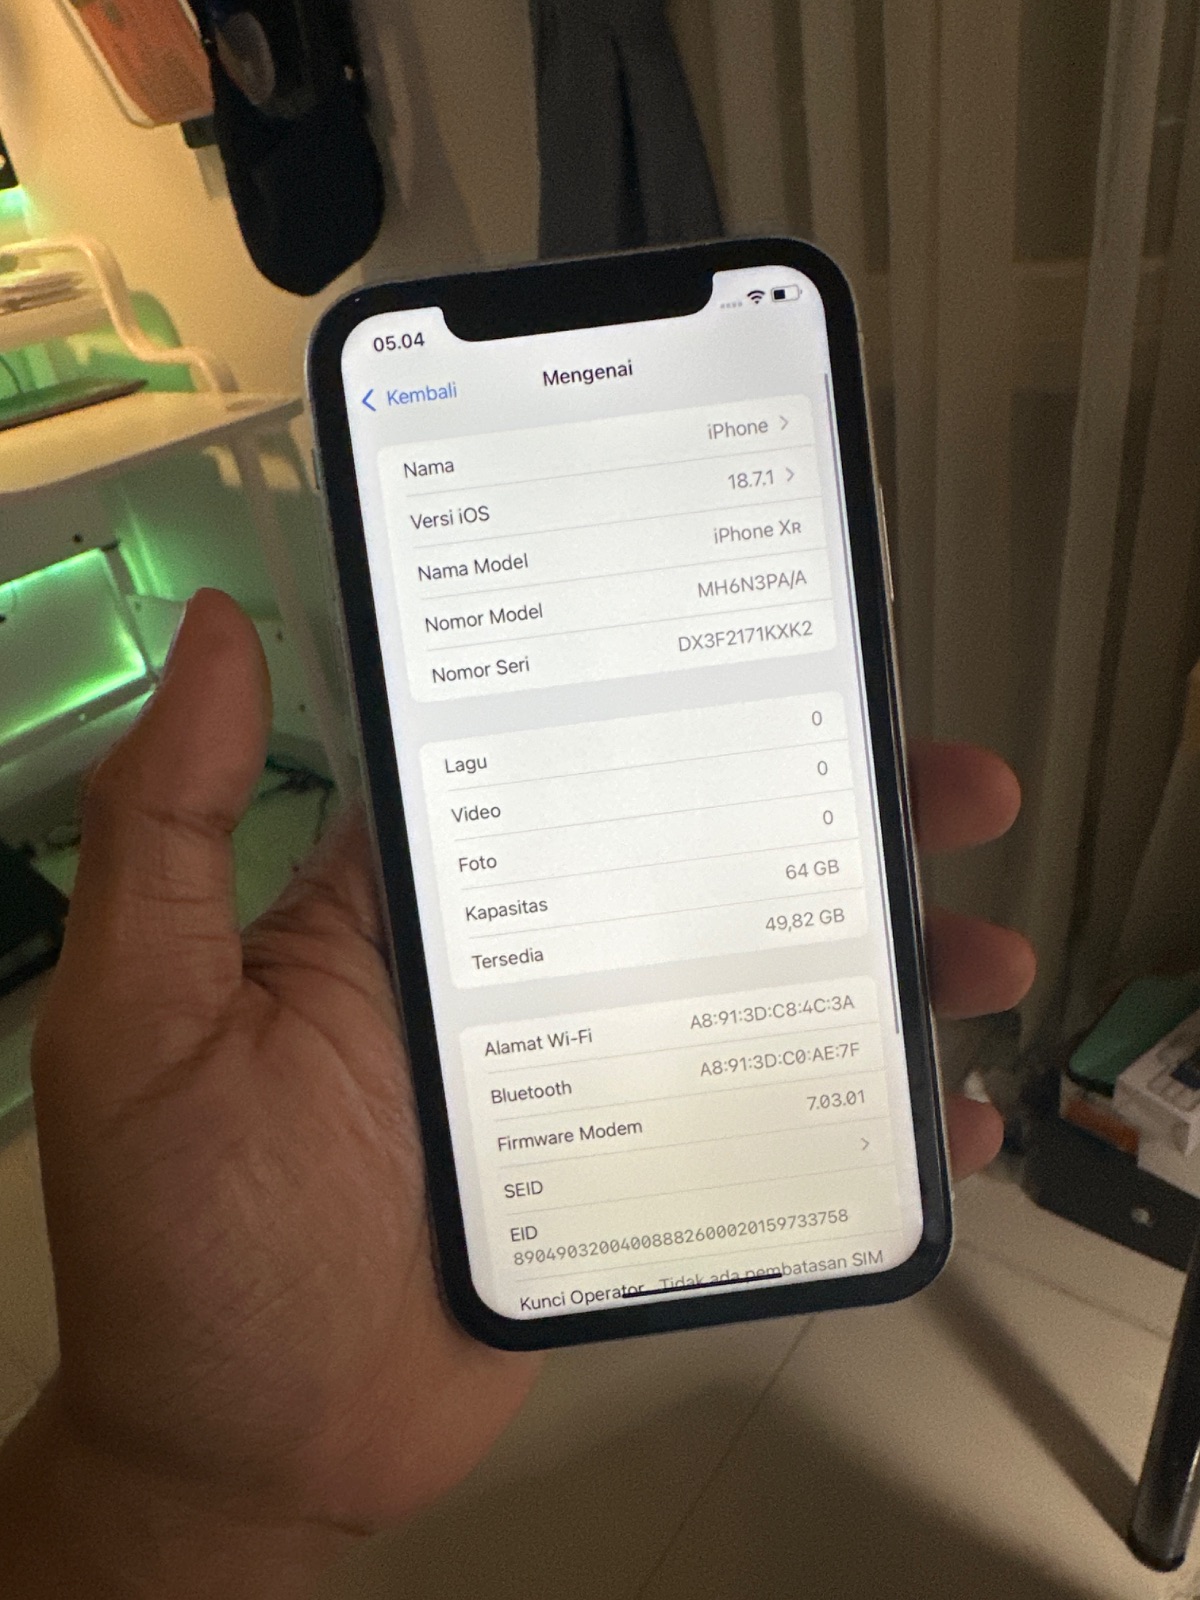 05.04
Kembali
Mengenai
Nama iPhone
Versi iOS 18.7.1
Nama Model iPhone XR
Nomor Model MH6N3PA/A
Nomor Seri DX3F2171KXK2
Lagu 0
Video 0
Foto 0
Kapasitas 64 GB
Tersedia 49,82 GB
Alamat Wi-Fi A8:91:3D:C8:4C:3A
Bluetooth A8:91:3D:C0:AE:7F
Firmware Modem 7.03.01
SEID
EID
89049032004008882600020159733758
Kunci Operator Tidak ada pembatasan SIM